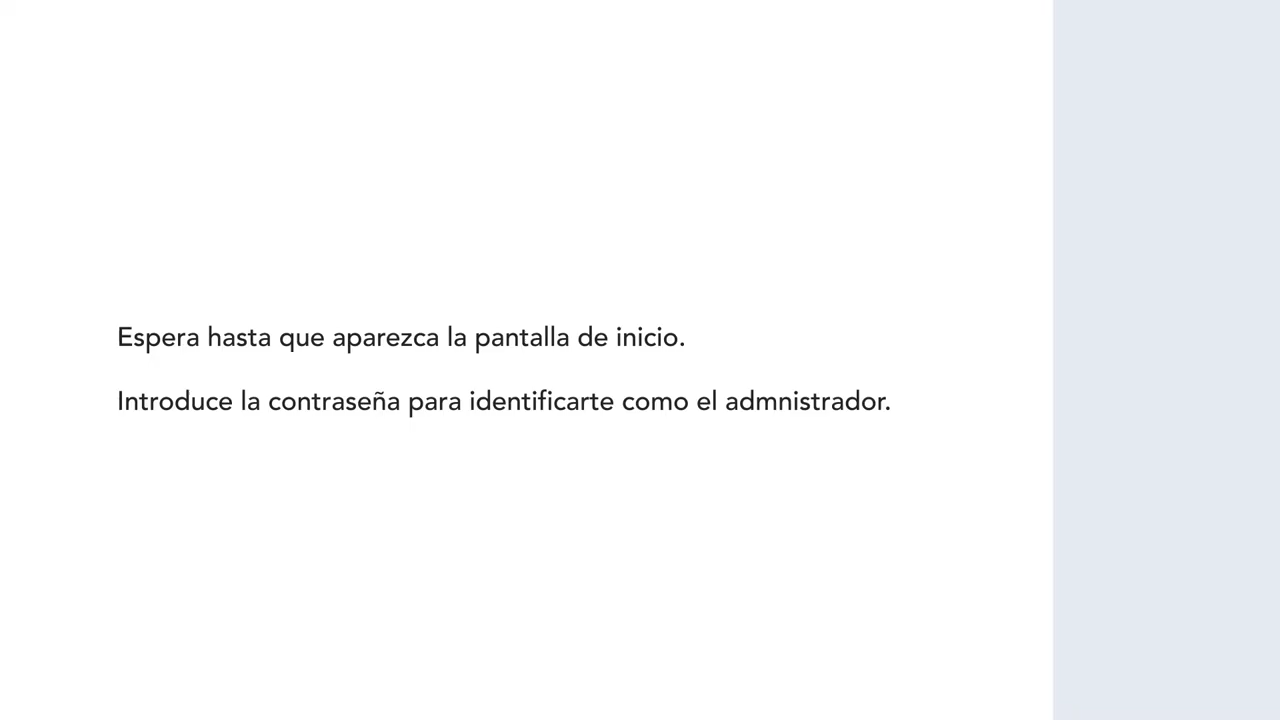 Espera hasta que aparezca la pantalla de inicio.
Introduce la contraseña para identificarte como el admnistrador.